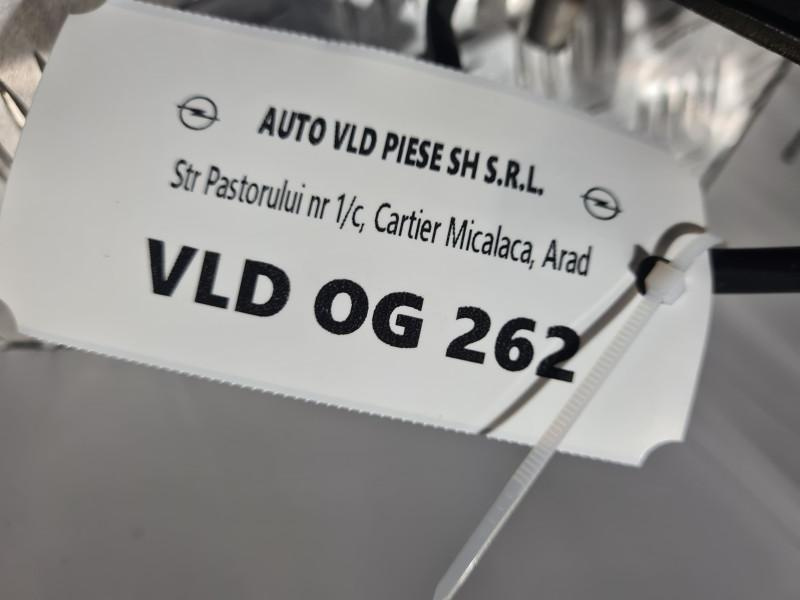 AUTO VLD PIESE SH S.R.L.
Str Pastorului nr 1/c, Cartier Micalaca, Arad
VLD OG 262